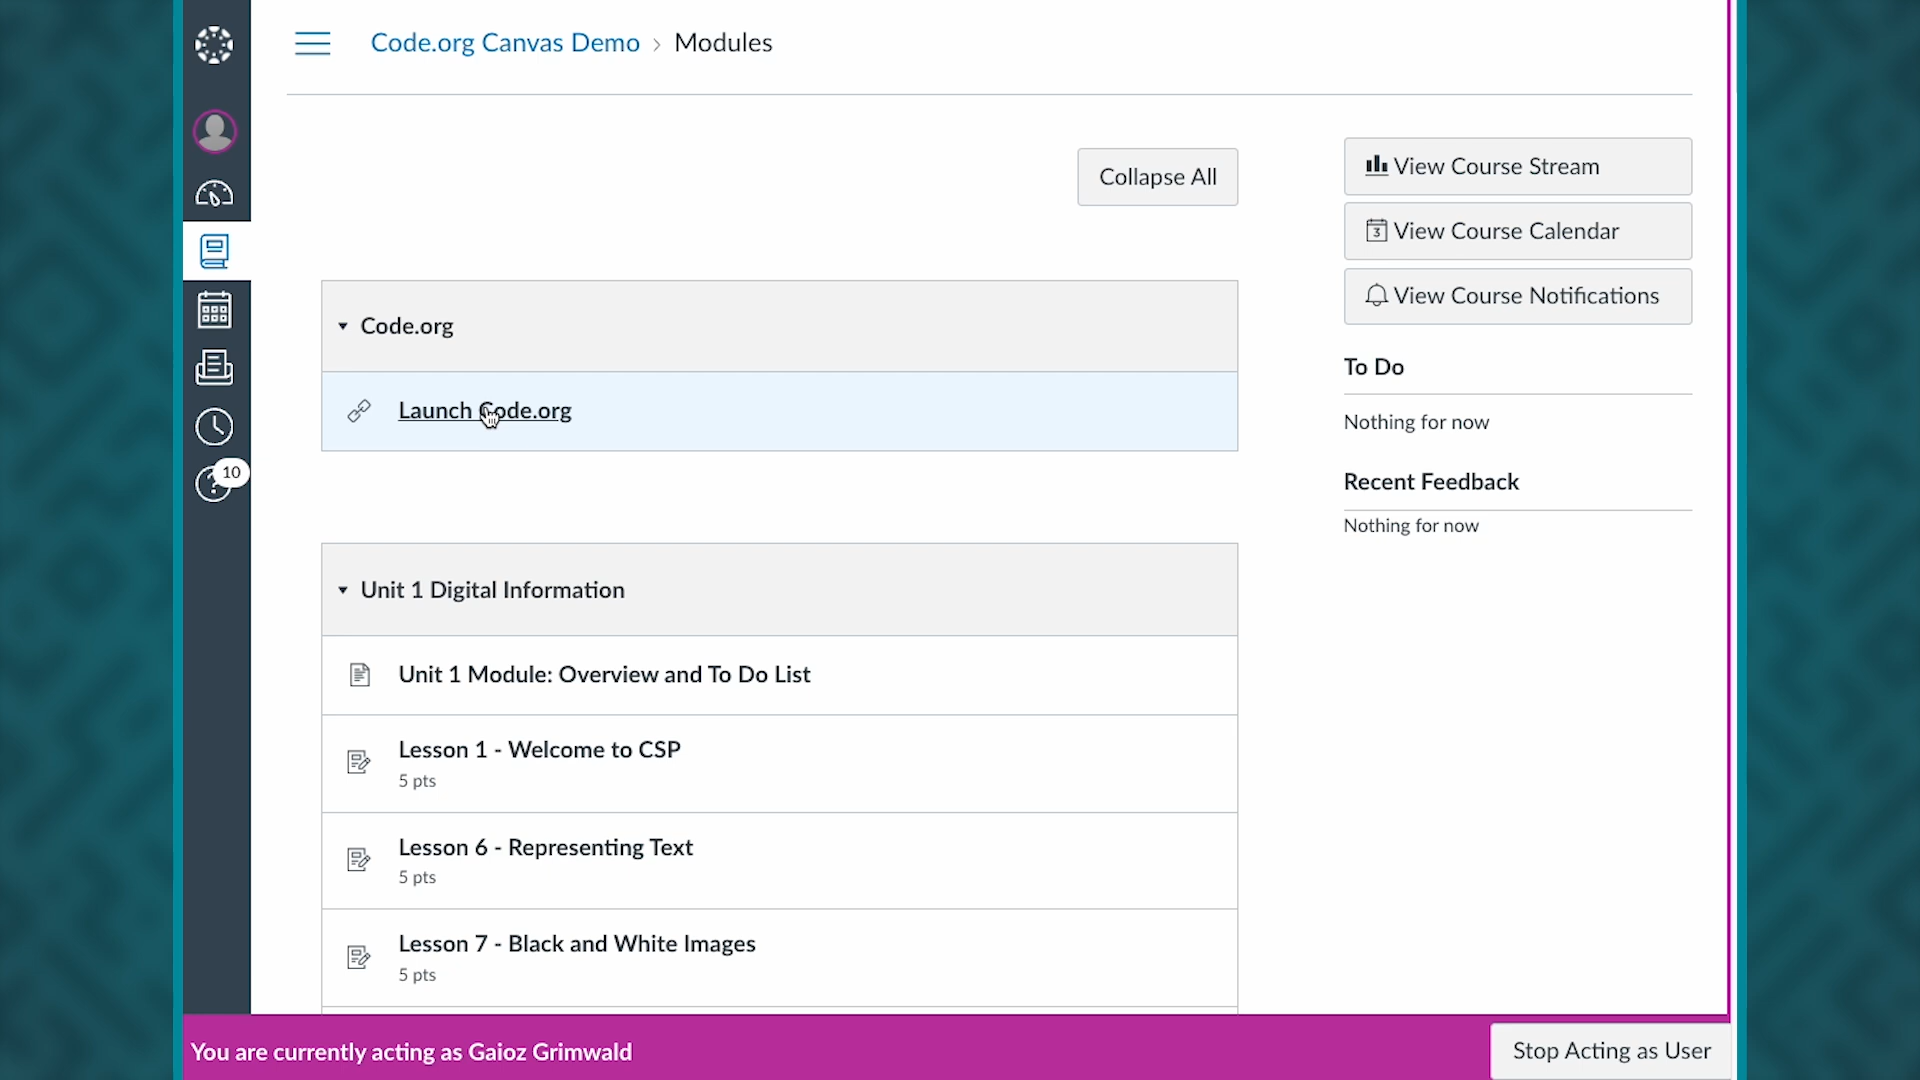 Code.org Canvas Demo › Modules
Collapse All
View Course Stream
3
View Course Calendar
View Course Notifications
Code.org
Launch Code.org
To Do
Nothing for now
Recent Feedback
Nothing for now
10
Unit 1 Digital Information
Unit 1 Module: Overview and To Do List
Lesson 1 - Welcome to CSP
5 pts
Lesson 6 - Representing Text
5 pts
Lesson 7 - Black and White Images
5 pts
You are currently acting as Gaioz Grimwald
Stop Acting as User